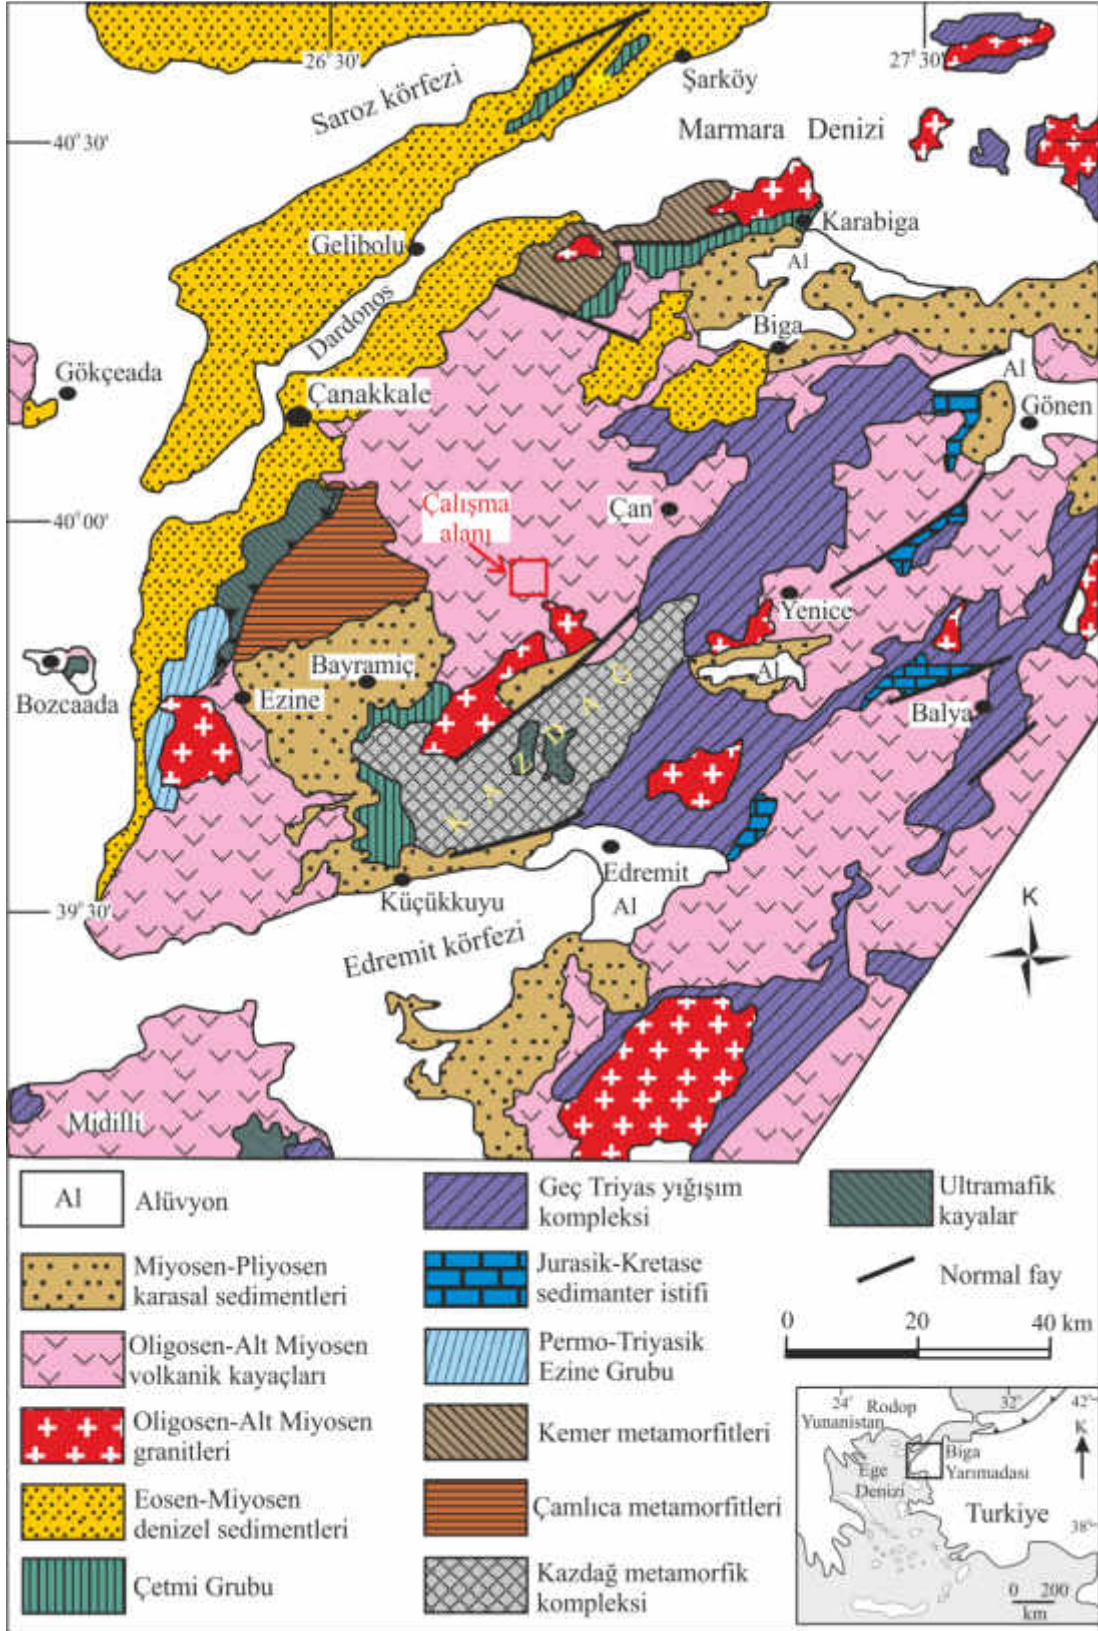 26° 30'
27° 30'
Saroz körfezi
Şarköy
40° 30'
Marmara Denizi
Karabiga
Gelibolu
Al
Dardonos
Biga
Gökçeada
Al
Çanakkale
Gönen
40° 00'
Çalışma
alanı
Çan
Yenice
Bayramiç
Al
Bozcaada
Ezine
Balya
K A Z D A G
Edremit
Küçükkuyu
Al
39° 30'
Edremit körfezi
K
Midilli
Al
Alüvyon
Miyosen-Pliyosen
karasal sedimentleri
Oligosen-Alt Miyosen
volkanik kayaçları
Oligosen-Alt Miyosen
granitleri
Eosen-Miyosen
denizel sedimentleri
Çetmi Grubu
Geç Triyas yığışım
kompleksi
Jurasik-Kretase
sedimanter istifi
Permo-Triyasik
Ezine Grubu
Kemer metamorfitleri
Çamlıca metamorfitleri
Kazdağ metamorfik
kompleksi
Ultramafik
kayalar
Normal fay
0 20 40 km
24°
32°
42°
Rodop
Yunanistan
K
Biga
Yarımadası
Ege
Denizi
Turkiye
38°
0 200
km